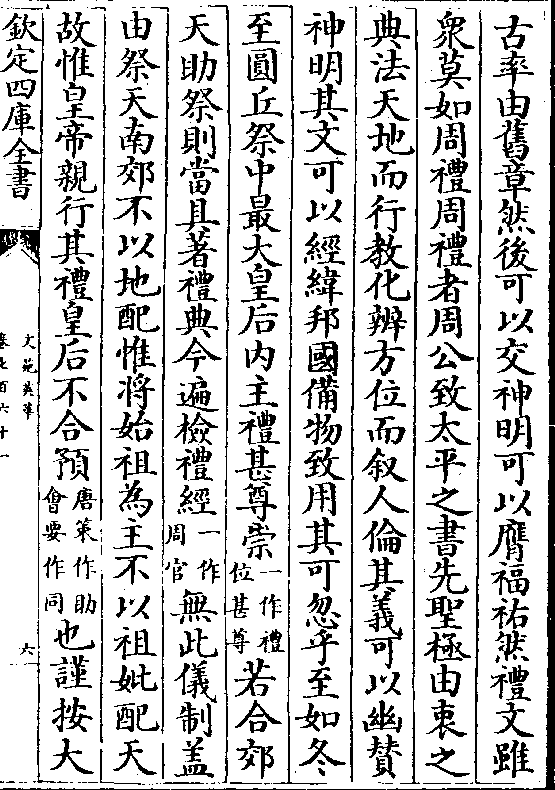 古率由舊章然後可以交神明可以膺福祐然禮文雖
衆莫如周禮周禮者周公致太平之書先聖極由衷之
典法天地而行教化辨方位而叙人倫其義可以幽贊
神明其文可以經緯邦國備物致用其可忽乎至如冬
至圓丘祭中最大皇后内主禮甚尊崇一作禮位甚尊若合郊
天助祭則當具著禮典今遍檢禮經一作周官無此儀制盖
由祭天南郊不以地配惟將始祖為主不以祖妣配天
故惟皇帝親行其禮皇后不合預唐策作助會要作同也謹按大
欽定四庫全書
文苑英華
卷七百六十一
六